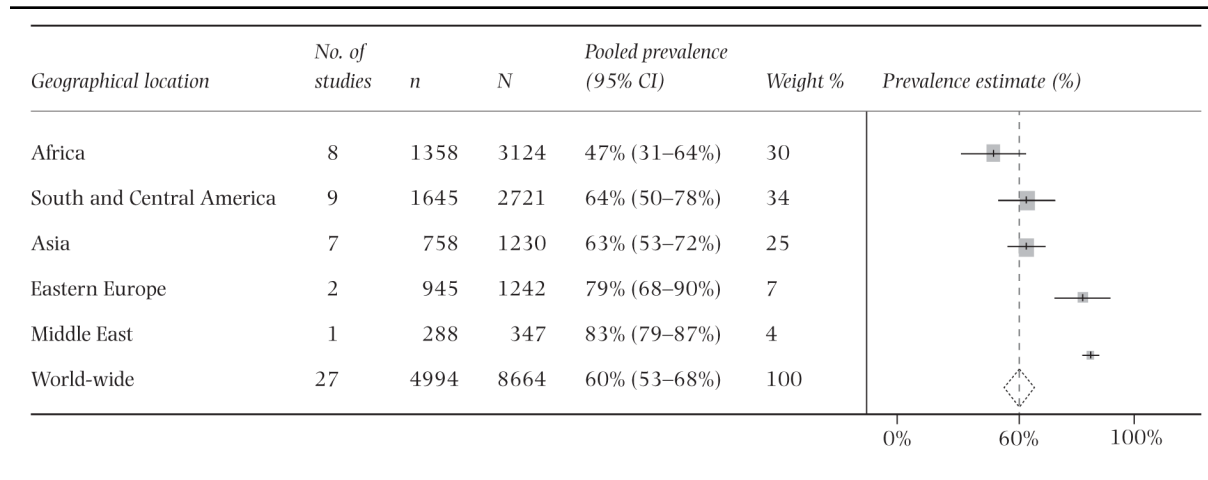 Geographical location No. of studies n N Pooled prevalence (95% CI) Weight % Prevalence estimate (%)
Africa 8 1358 3124 47% (31–64%) 30
South and Central America 9 1645 2721 64% (50–78%) 34
Asia 7 758 1230 63% (53–72%) 25
Eastern Europe 2 945 1242 79% (68–90%) 7
Middle East 1 288 347 83% (79–87%) 4
World-wide 27 4994 8664 60% (53–68%) 100
0% 60% 100%